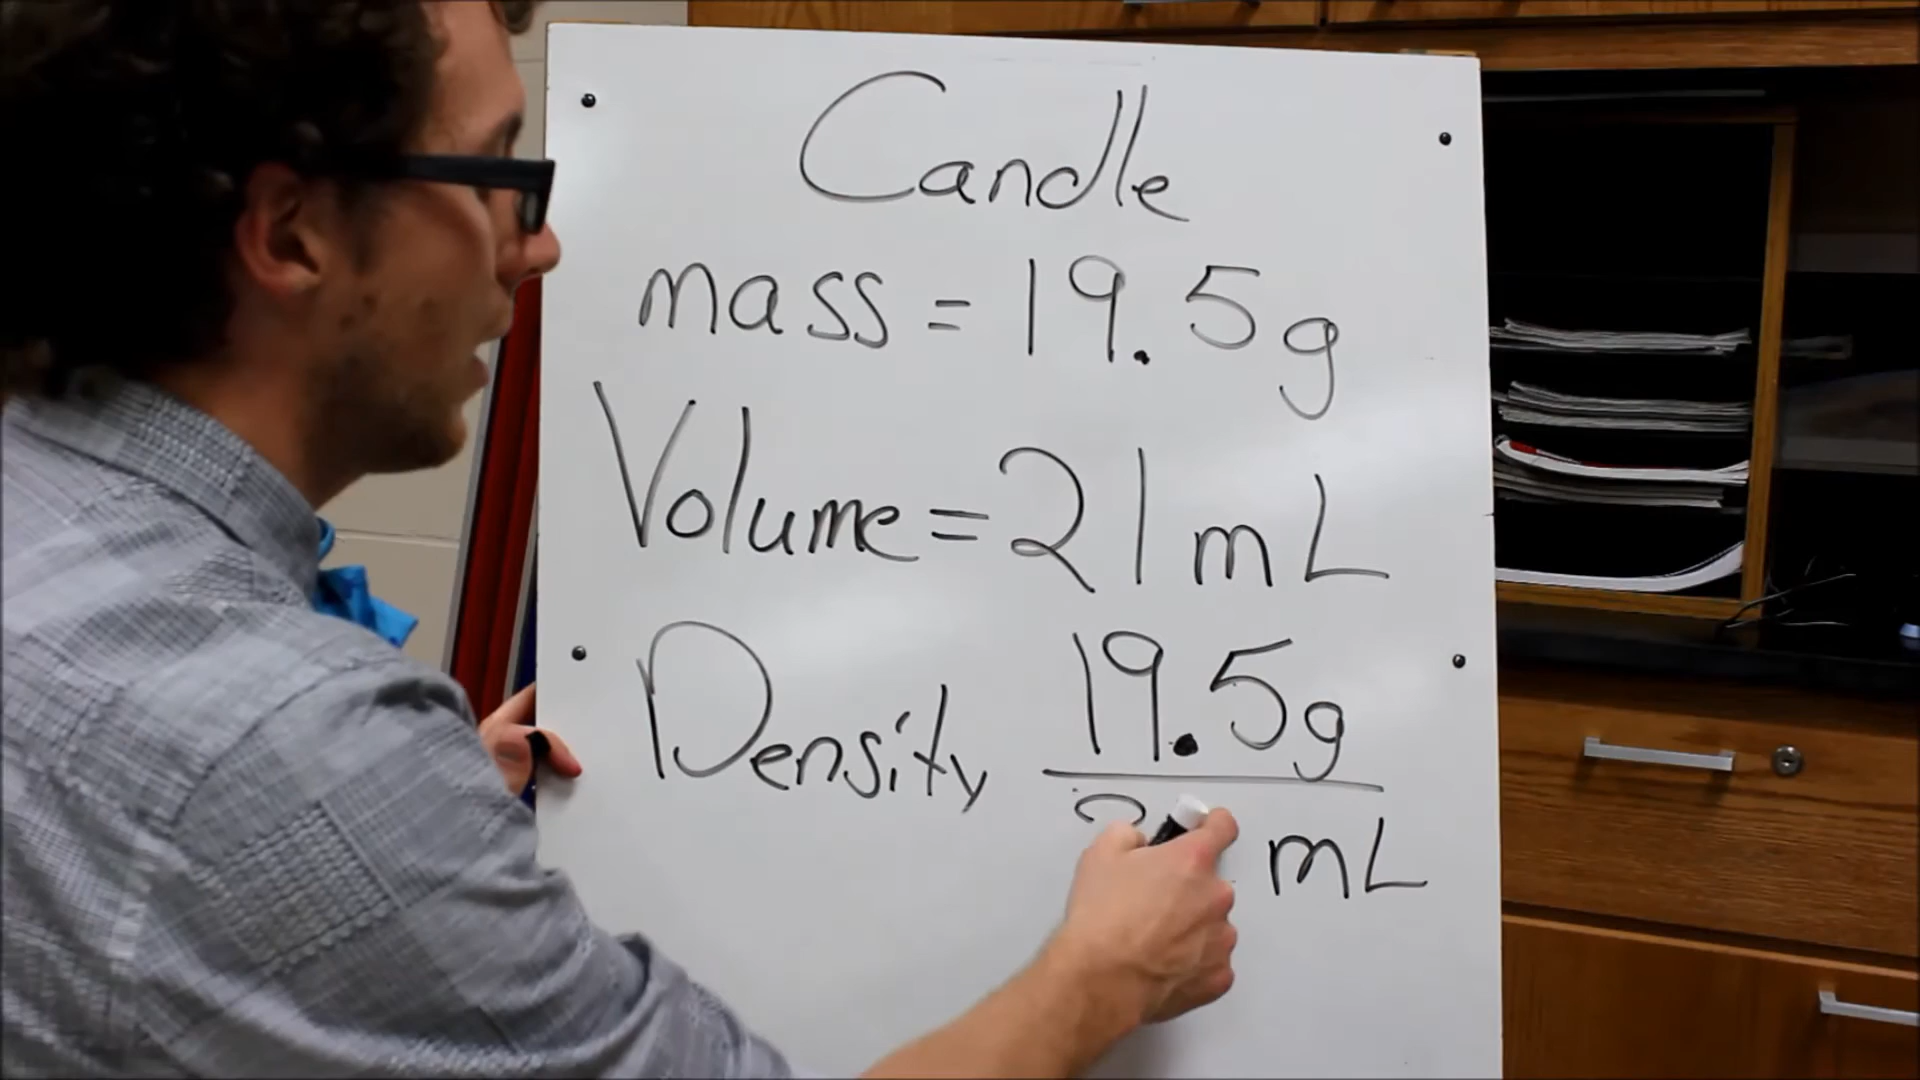 Candle
mass = 19.5g
Volume = 21 mL
Density 19.5g
mL